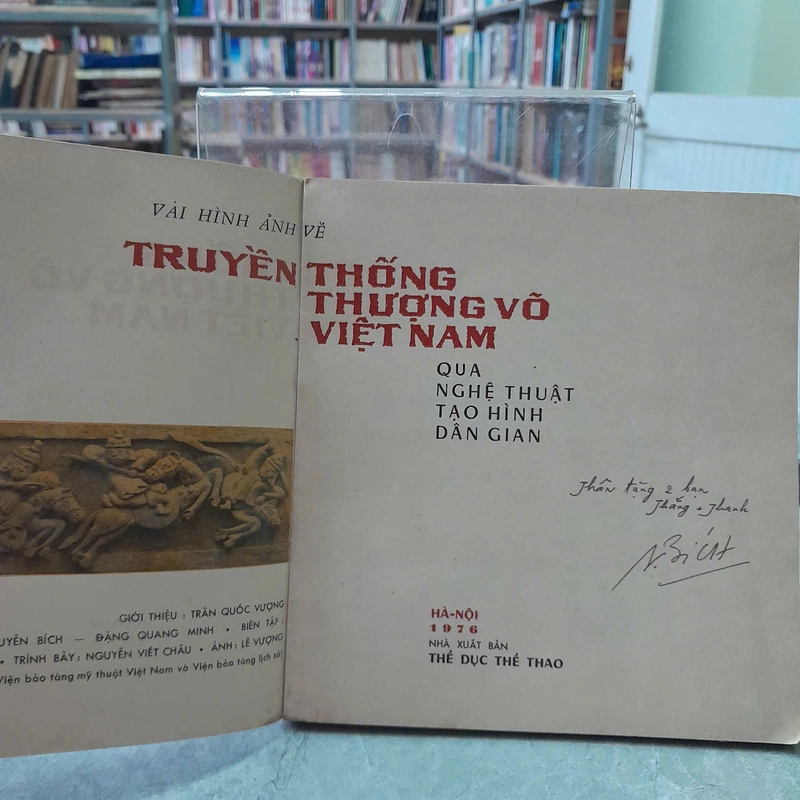 VÀI HÌNH ẢNH VỀ
TRUYỀN THỐNG
THƯỢNG VÕ
VIỆT NAM
QUA
NGHỆ THUẬT
TẠO HÌNH
DÂN GIAN
Thân tặng 2 bạn
Thắng + Thanh
N.Bích
HÀ-NỘI
1976
NHÀ XUẤT BẢN
THỂ DỤC THỂ THAO
GIỚI THIỆU : TRẦN QUỐC VƯỢNG
UYỄN BÍCH — ĐẶNG QUANG MINH • BIÊN TẬP :
• TRÌNH BÀY : NGUYỄN VIẾT CHÂU • ẢNH : LÊ VƯỢNG
Viện bảo tàng mỹ thuật Việt Nam và Viện bảo tàng lịch sử